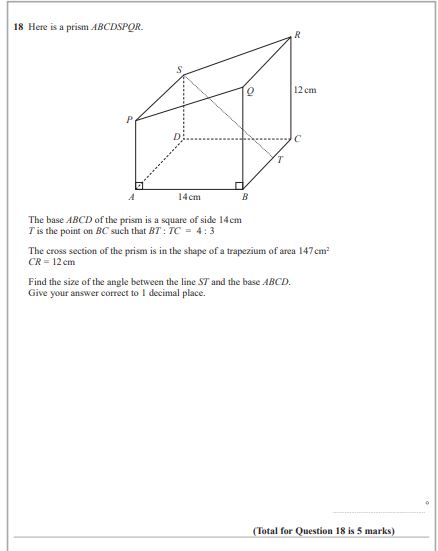 18 Here is a prism ABCDSPQR.
R
S
Q
12 cm
P
D
C
T
A
14 cm
B
The base ABCD of the prism is a square of side 14 cm
T is the point on BC such that BT : TC = 4 : 3
The cross section of the prism is in the shape of a trapezium of area 147 cm²
CR = 12 cm
Find the size of the angle between the line ST and the base ABCD.
Give your answer correct to 1 decimal place.
°
(Total for Question 18 is 5 marks)